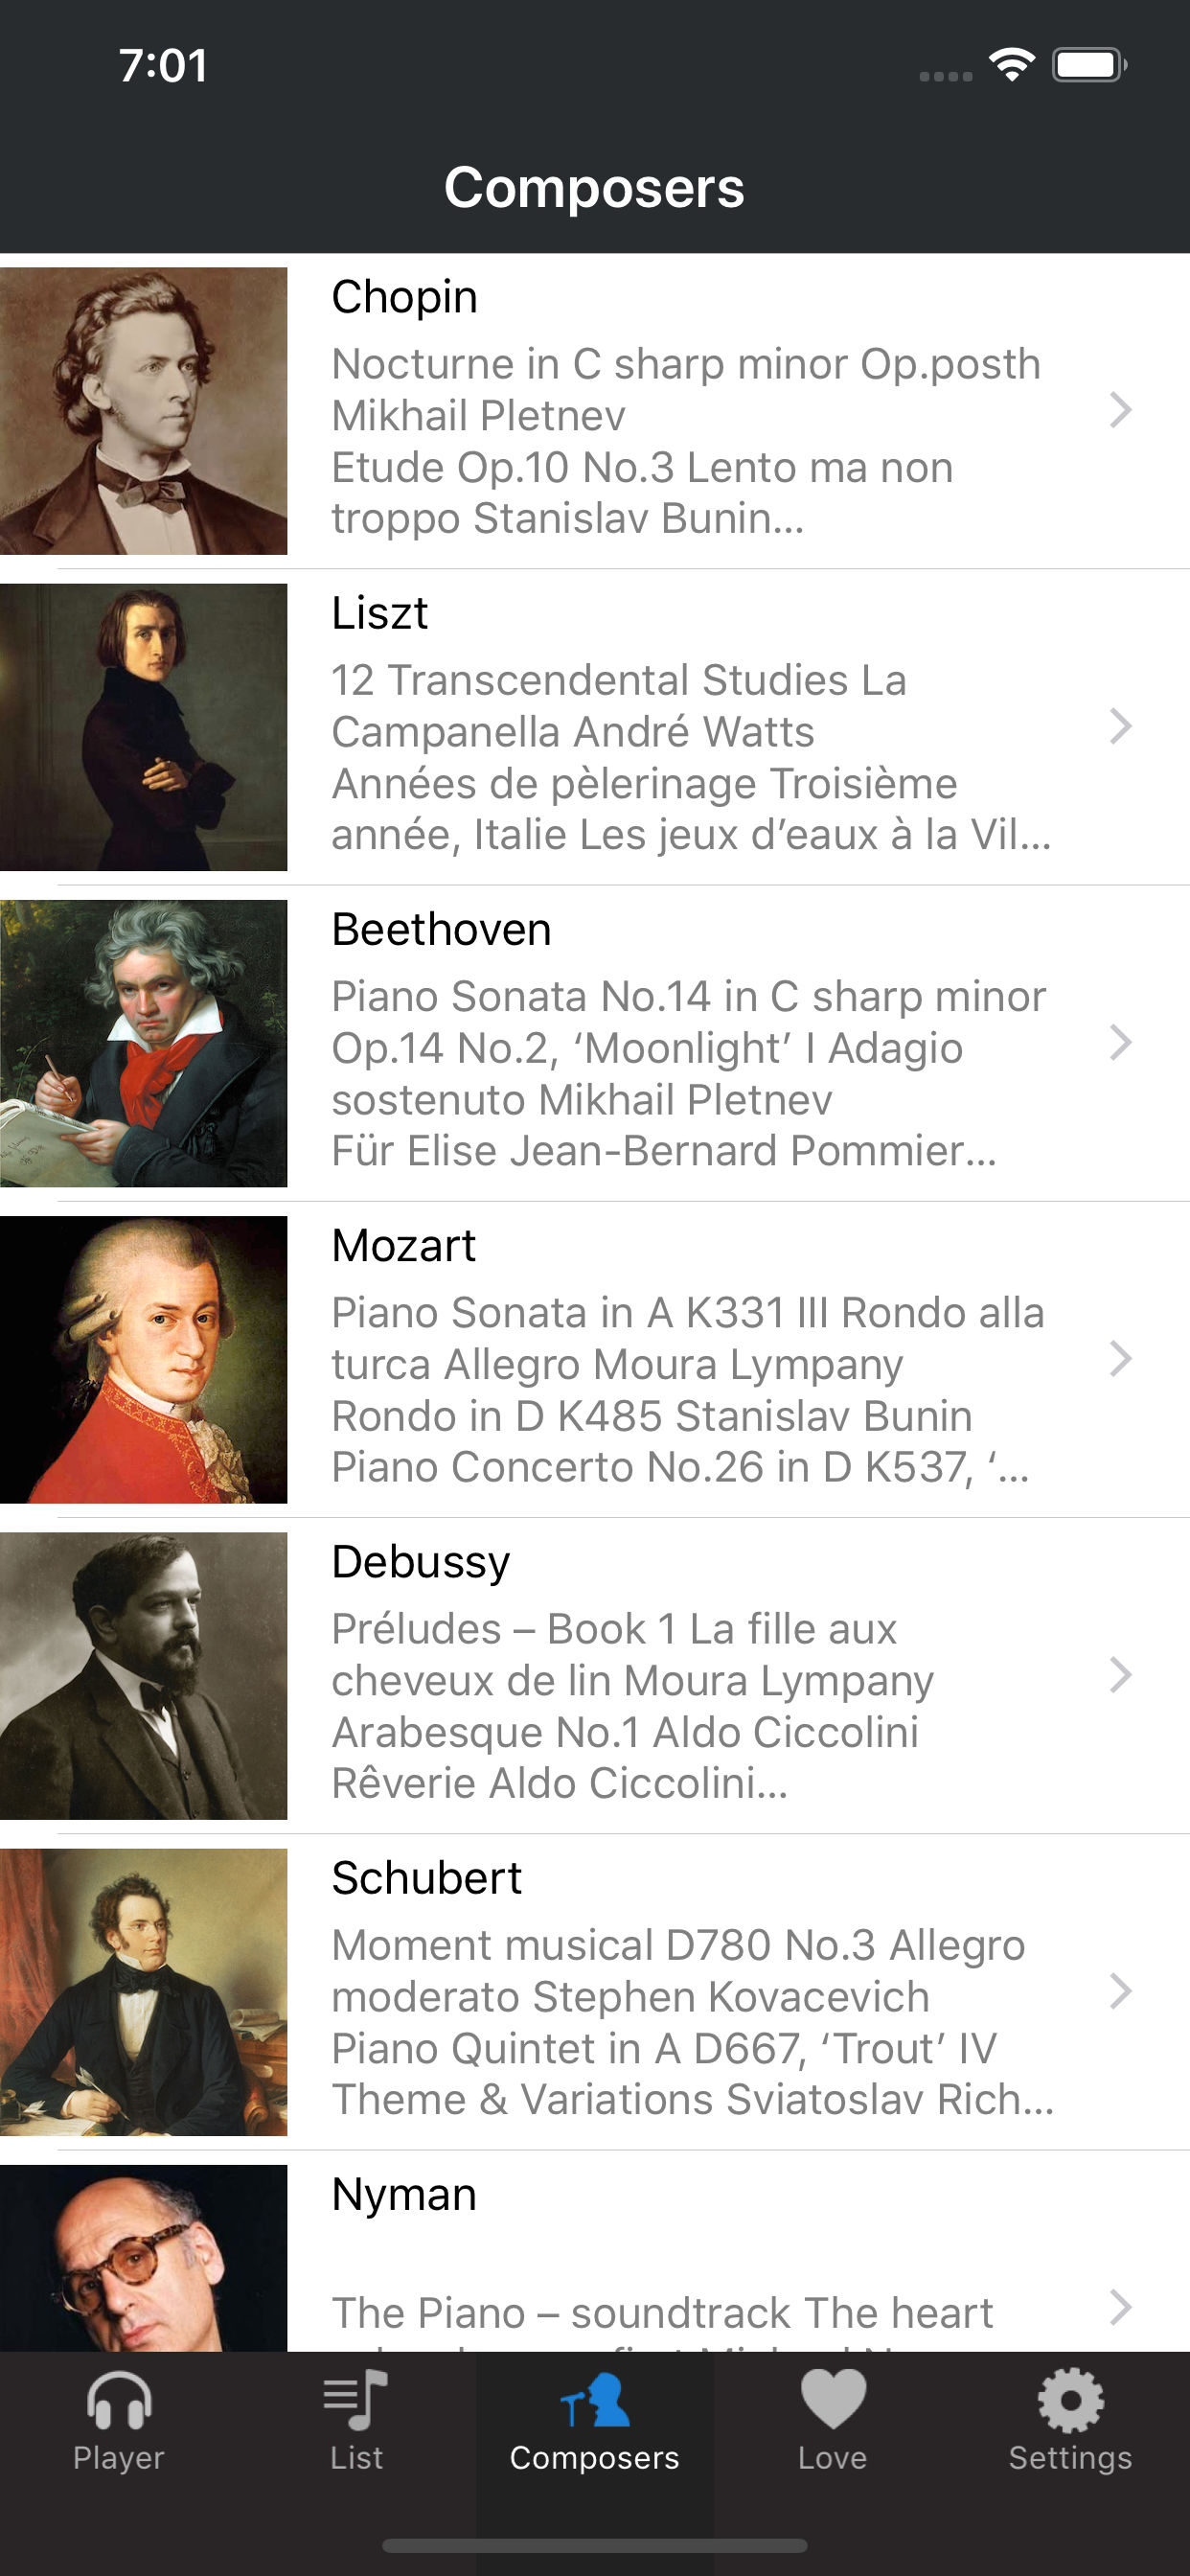 7:01
Composers
Chopin
Nocturne in C sharp minor Op.posth
Mikhail Pletnev
Etude Op.10 No.3 Lento ma non
troppo Stanislav Bunin...
Liszt
12 Transcendental Studies La
Campanella André Watts
Années de pèlerinage Troisième
année, Italie Les jeux d’eaux à la Vil...
Beethoven
Piano Sonata No.14 in C sharp minor
Op.14 No.2, ‘Moonlight’ I Adagio
sostenuto Mikhail Pletnev
Für Elise Jean-Bernard Pommier...
Mozart
Piano Sonata in A K331 III Rondo alla
turca Allegro Moura Lympany
Rondo in D K485 Stanislav Bunin
Piano Concerto No.26 in D K537, ‘...
Debussy
Préludes – Book 1 La fille aux
cheveux de lin Moura Lympany
Arabesque No.1 Aldo Ciccolini
Rêverie Aldo Ciccolini...
Schubert
Moment musical D780 No.3 Allegro
moderato Stephen Kovacevich
Piano Quintet in A D667, ‘Trout’ IV
Theme & Variations Sviatoslav Rich...
Nyman
The Piano – soundtrack The heart
Player
List
Composers
Love
Settings